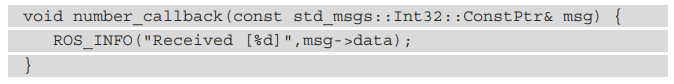 void number_callback(const std_msgs::Int32::ConstPtr& msg) {
ROS_INFO("Received [%d]",msg->data);
}